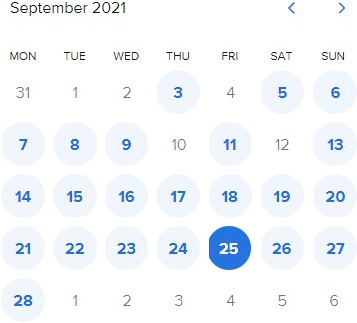 September 2021
MON TUE WED THU FRI SAT SUN
31 1 2 3 4 5 6
7 8 9 10 11 12 13
14 15 16 17 18 19 20
21 22 23 24 25 26 27
28 1 2 3 4 5 6